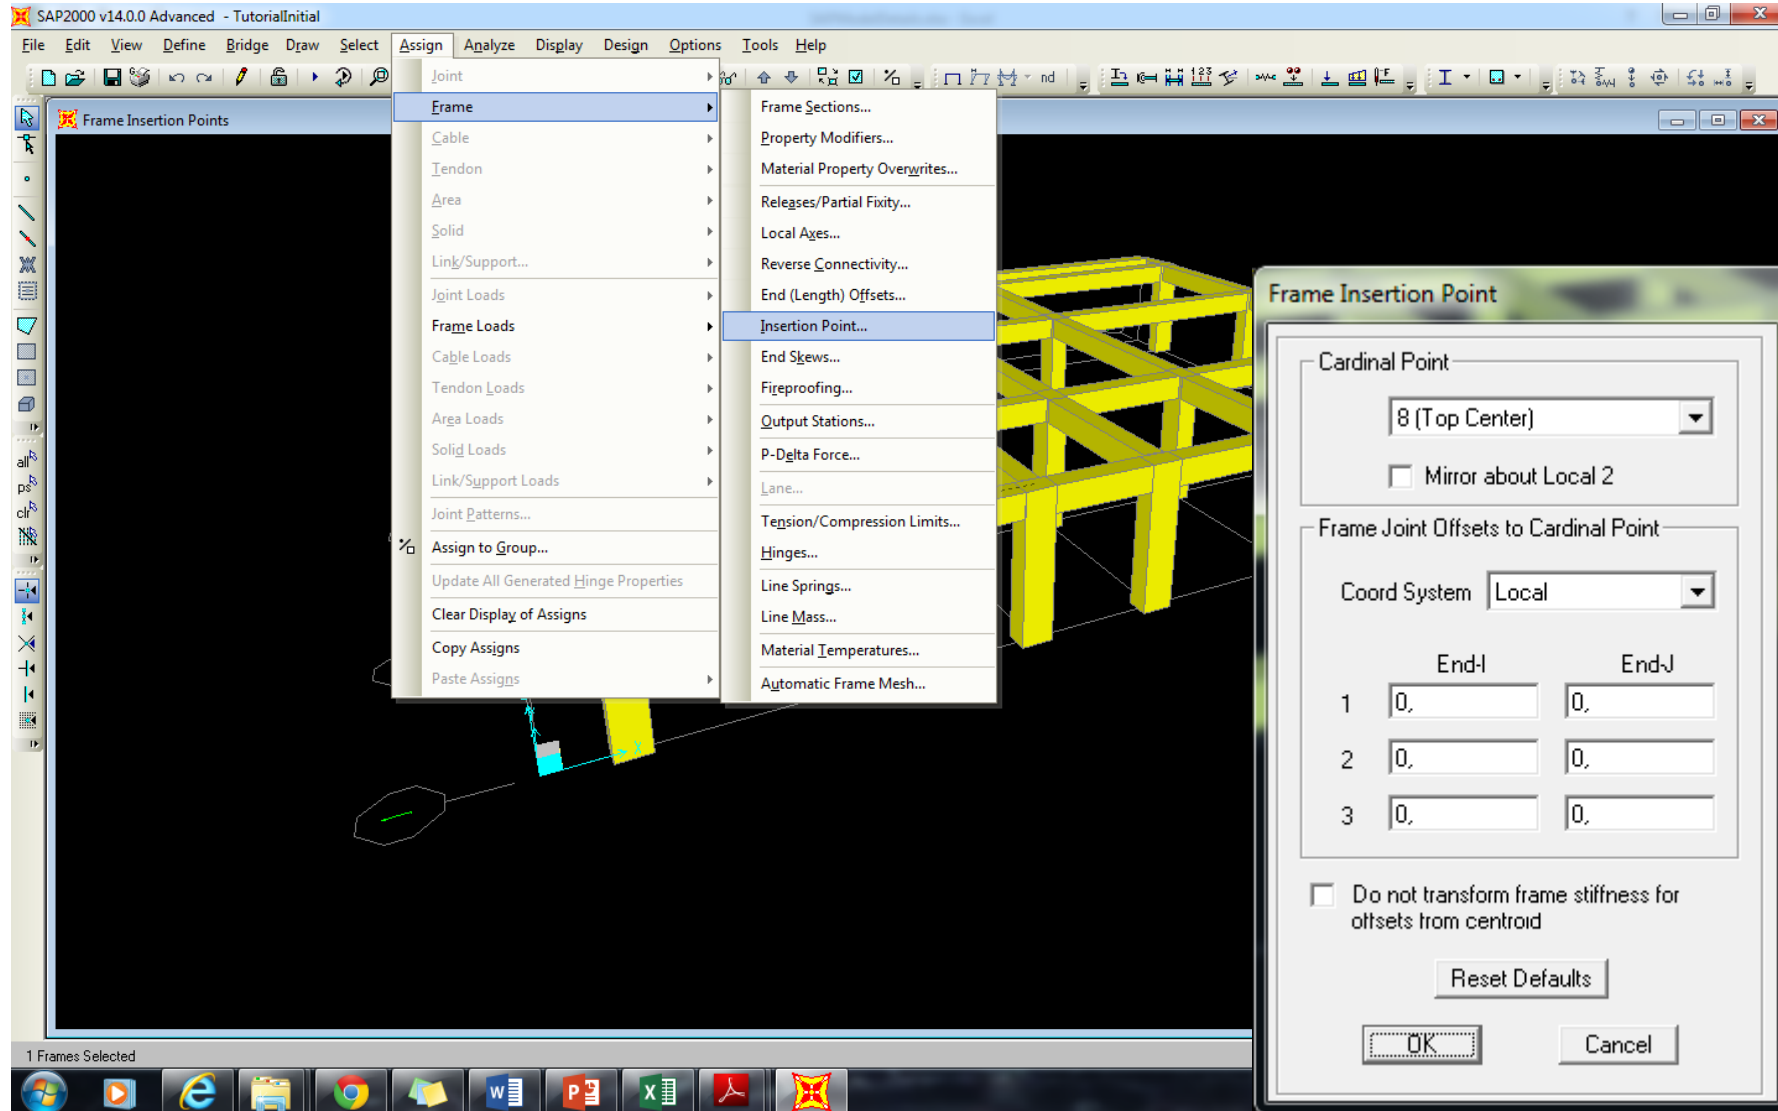 SAP2000 v14.0.0 Advanced - TutorialInitial
File Edit View Define Bridge Draw Select Assign Analyze Display Design Options Tools Help
nd
Frame Insertion Points
Joint
Frame
Cable
Tendon
Area
Solid
Link/Support...
Joint Loads
Frame Loads
Cable Loads
Tendon Loads
Area Loads
Solid Loads
Link/Support Loads
Joint Patterns...
Assign to Group...
Update All Generated Hinge Properties
Clear Display of Assigns
Copy Assigns
Paste Assigns
Frame Sections...
Property Modifiers...
Material Property Overwrites...
Releases/Partial Fixity...
Local Axes...
Reverse Connectivity...
End (Length) Offsets...
Insertion Point...
End Skews...
Fireproofing...
Output Stations...
P-Delta Force...
Lane...
Tension/Compression Limits...
Hinges...
Line Springs...
Line Mass...
Material Temperatures...
Automatic Frame Mesh...
all
ps
clr
X
Frame Insertion Point
Cardinal Point
8 (Top Center)
Mirror about Local 2
Frame Joint Offsets to Cardinal Point
Coord System Local
End-I End-J
1 0, 0,
2 0, 0,
3 0, 0,
Do not transform frame stiffness for
offsets from centroid
Reset Defaults
OK Cancel
1 Frames Selected